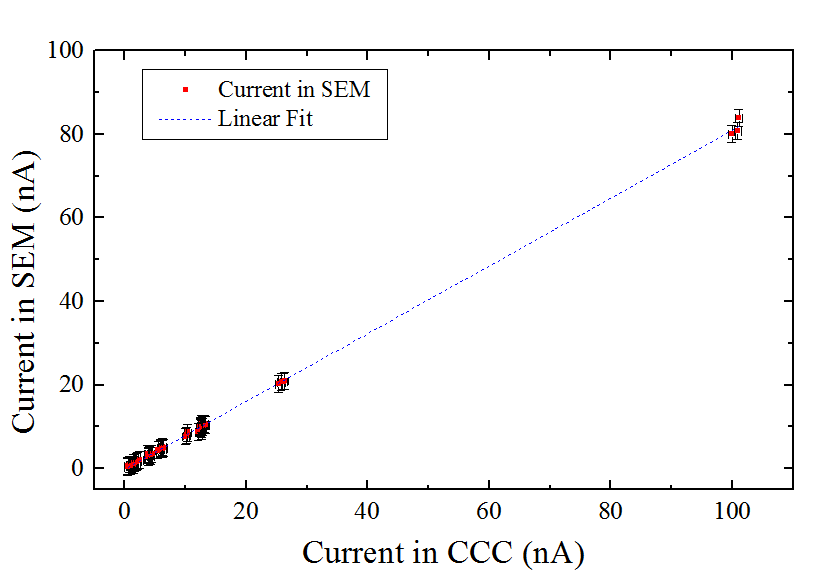 100
80
60
40
20
0
Current in SEM (nA)
Current in SEM
Linear Fit
0 20 40 60 80 100
Current in CCC (nA)